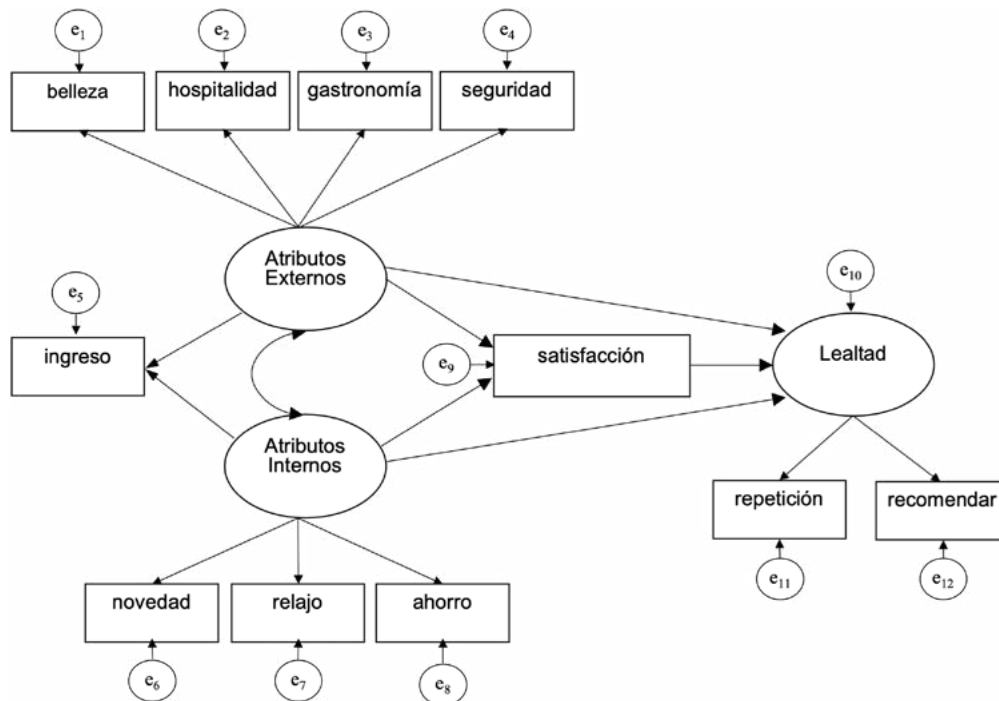 e1
e2
e3
e4
belleza
hospitalidad
gastronomía
seguridad
Atributos
Externos
e5
e10
ingreso
e9
satisfacción
Lealtad
Atributos
Internos
repetición
recomendar
e11
e12
novedad
relajo
ahorro
e6
e7
e8